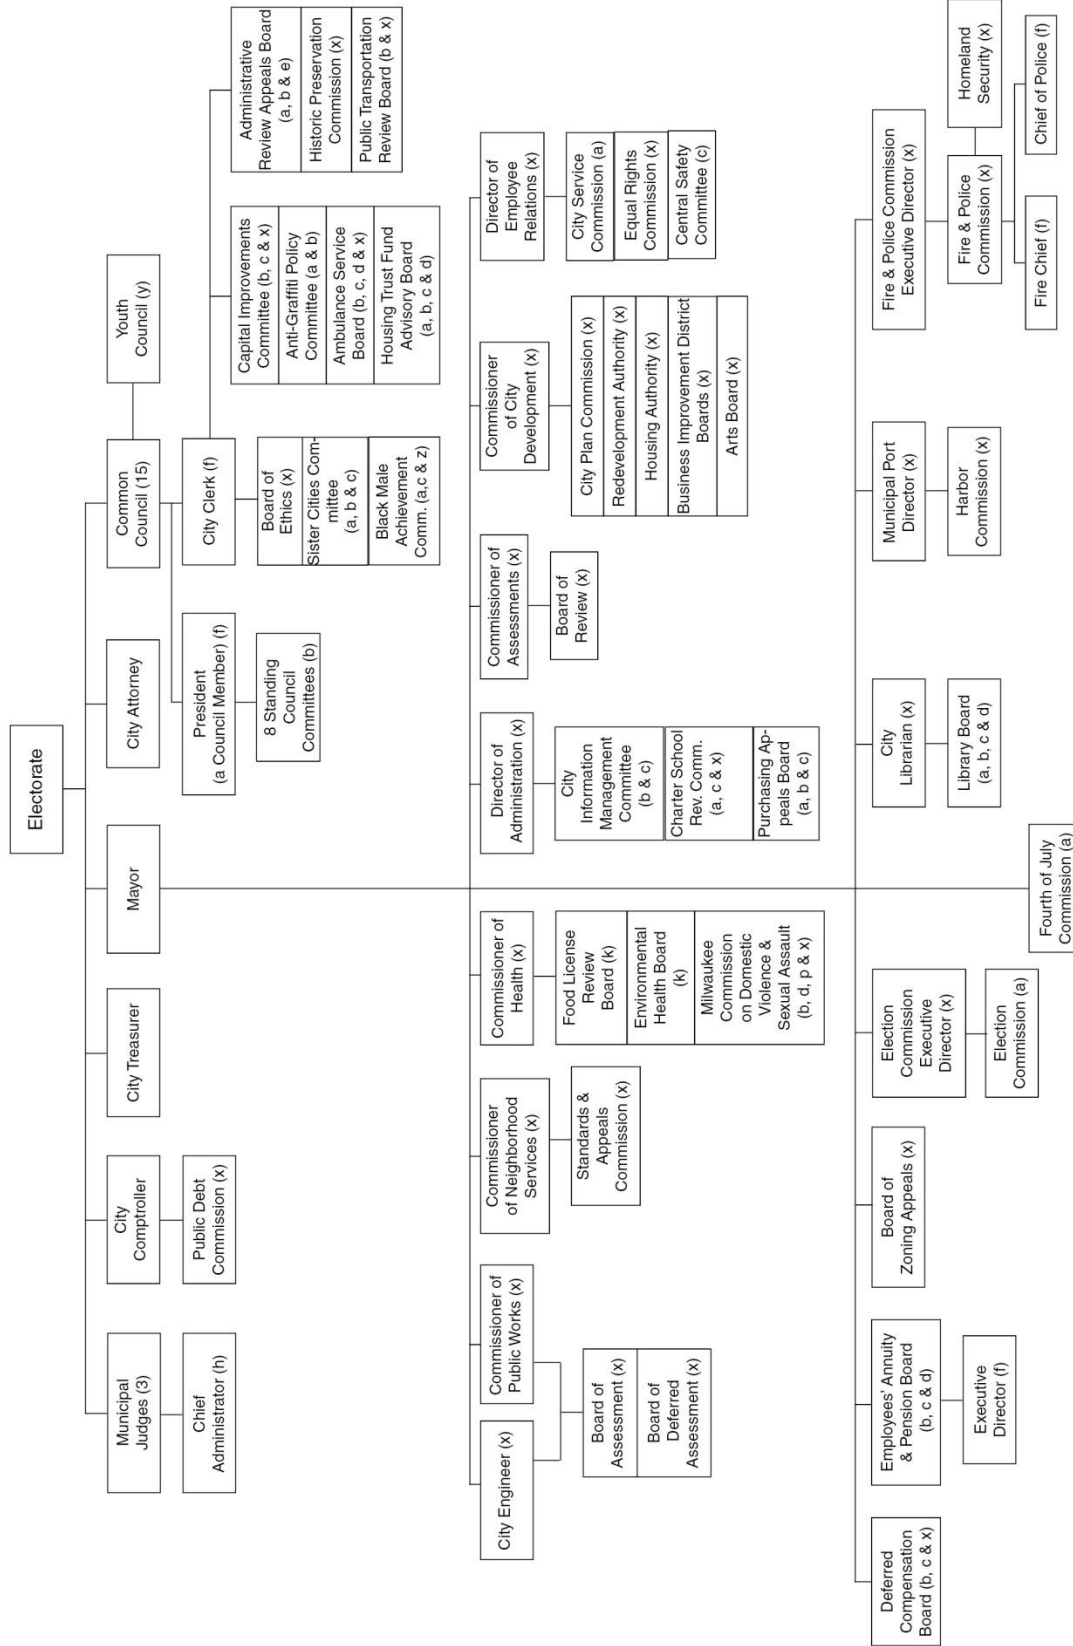 Electorate
Municipal
Judges (3)
Chief
Administrator (h)
City
Comptroller
Public Debt
Commission (x)
City Treasurer
Mayor
City Attorney
Common
Council (15)
Youth
Council (y)
President
(a Council Member) (f)
8 Standing
Council
Committees (b)
City Clerk (f)
Board of
Ethics (x)
Sister Cities Com-
mittee
(a, b & c)
Black Male
Achievement
Comm. (a,c & z)
Capital Improvements
Committee (b, c & x)
Anti-Graffiti Policy
Committee (a & b)
Ambulance Service
Board (b, c, d & x)
Housing Trust Fund
Advisory Board
(a, b, c & d)
Administrative
Review Appeals Board
(a, b & e)
Historic Preservation
Commission (x)
Public Transportation
Review Board (b & x)
City Engineer (x)
Commissioner of
Public Works (x)
Board of
Assessment (x)
Board of
Deferred
Assessment (x)
Commissioner
of Neighborhood
Services (x)
Standards &
Appeals
Commission (x)
Commissioner of
Health (x)
Food License
Review
Board (k)
Environmental
Health Board
(k)
Milwaukee
Commission
on Domestic
Violence &
Sexual Assault
(b, d, p & x)
Director of
Administration (x)
City
Information
Management
Committee
(b & c)
Charter School
Rev. Comm.
(a, c & x)
Purchasing Ap-
peals Board
(a, b & c)
Commissioner of
Assessments (x)
Board of
Review (x)
Commissioner
of City
Development (x)
City Plan Commission (x)
Redevelopment Authority (x)
Housing Authority (x)
Business Improvement District
Boards (x)
Arts Board (x)
Director of
Employee
Relations (x)
City Service
Commission (a)
Equal Rights
Commission (x)
Central Safety
Committee (c)
Deferred
Compensation
Board (b, c & x)
Employees' Annuity
& Pension Board
(b, c & d)
Executive
Director (f)
Board of
Zoning Appeals (x)
Election
Commission
Executive
Director (x)
Election
Commission (a)
Fourth of July
Commission (a)
City
Librarian (x)
Library Board
(a, b, c & d)
Municipal Port
Director (x)
Harbor
Commission (x)
Fire & Police Commission
Executive Director (x)
Fire & Police
Commission (x)
Homeland
Security (x)
Fire Chief (f)
Chief of Police (f)